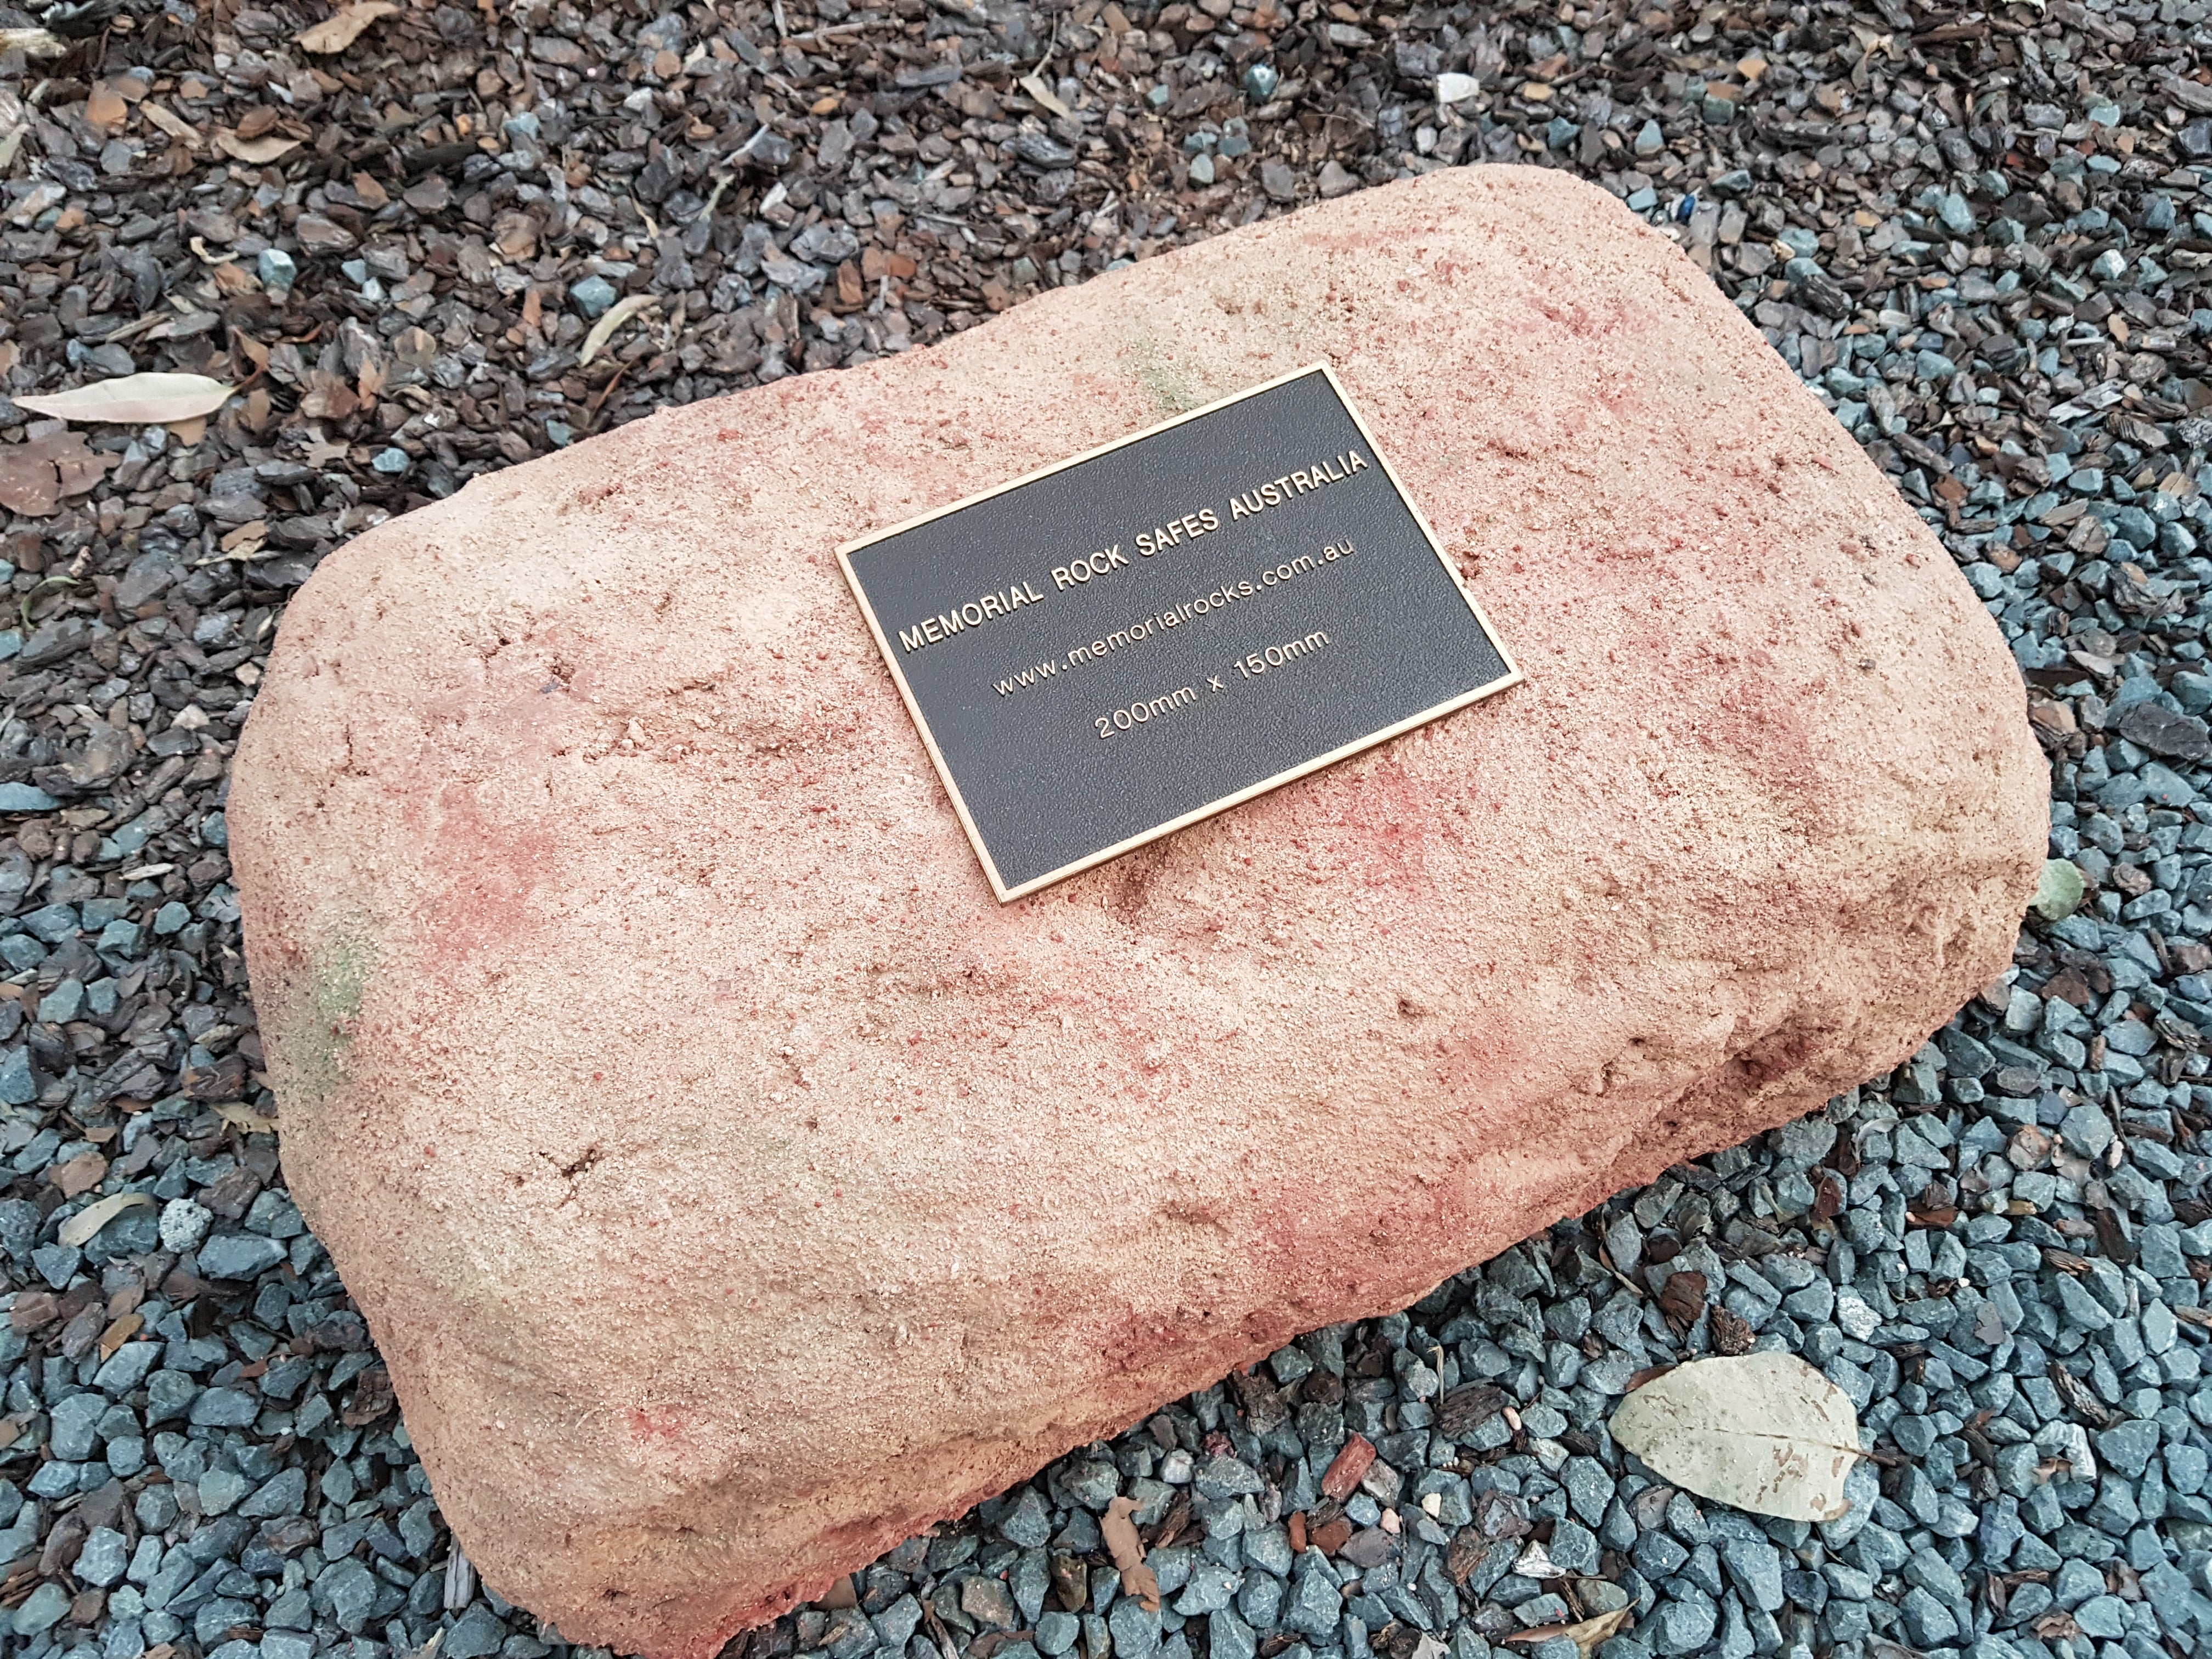 MEMORIAL ROCK SAFES AUSTRALIA
www.memorialrocks.com.au
200mm x 150mm